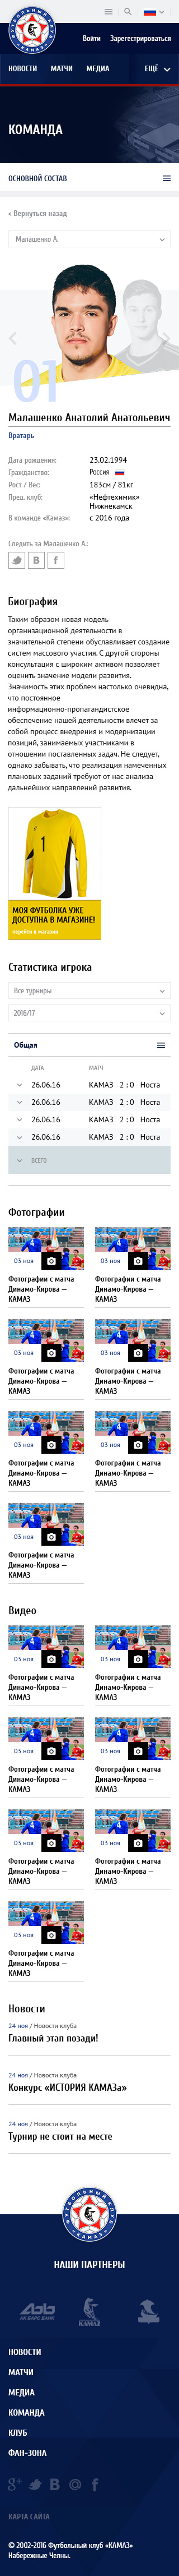 Войти Зарегестрироваться
НОВОСТИ МАТЧИ МЕДИА ЕЩЁ
КОМАНДА
ОСНОВНОЙ СОСТАВ
< Вернуться назад
Малашенко А.
01
Малашенко Анатолий Анатольевич
Вратарь
Дата рождения: 23.02.1994
Гражданство: Россия
Рост / Вес: 183см / 81кг
Пред. клуб: «Нефтехимик»
Нижнекамск
В команде «Камаз»: с 2016 года
Следить за Малашенко А.:
Биография
Таким образом новая модель
организационной деятельности в
значительной степени обуславливает создание
систем массового участия. С другой стороны
консультация с широким активом позволяет
оценить значение модели развития.
Значимость этих проблем настолько очевидна,
что постоянное
информационно-пропагандистское
обеспечение нашей деятельности влечет за
собой процесс внедрения и модернизации
позиций, занимаемых участниками в
отношении поставленных задач. Не следует,
однако забывать, что реализация намеченных
плановых заданий требует от нас анализа
дальнейших направлений развитая.
1
МОЯ ФУТБОЛКА УЖЕ
ДОСТУПНА В МАГАЗИНЕ!
перейти в магазин
Статистика игрока
Все турниры
2016/17
Общая
ДАТА МАТЧ
26.06.16 КАМАЗ 2 : 0 Носта
26.06.16 КАМАЗ 2 : 0 Носта
26.06.16 КАМАЗ 2 : 0 Носта
26.06.16 КАМАЗ 2 : 0 Носта
ВСЕГО
Фотографии
03 ноя 03 ноя
Фотографии с матча Фотографии с матча
Динамо-Кирова — Динамо-Кирова —
КАМАЗ КАМАЗ
03 ноя 03 ноя
Фотографии с матча Фотографии с матча
Динамо-Кирова — Динамо-Кирова —
КАМАЗ КАМАЗ
03 ноя 03 ноя
Фотографии с матча Фотографии с матча
Динамо-Кирова — Динамо-Кирова —
КАМАЗ КАМАЗ
03 ноя
Фотографии с матча
Динамо-Кирова —
КАМАЗ
Видео
03 ноя 03 ноя
Фотографии с матча Фотографии с матча
Динамо-Кирова — Динамо-Кирова —
КАМАЗ КАМАЗ
03 ноя 03 ноя
Фотографии с матча Фотографии с матча
Динамо-Кирова — Динамо-Кирова —
КАМАЗ КАМАЗ
03 ноя 03 ноя
Фотографии с матча Фотографии с матча
Динамо-Кирова — Динамо-Кирова —
КАМАЗ КАМАЗ
03 ноя
Фотографии с матча
Динамо-Кирова —
КАМАЗ
Новости
24 ноя / Новости клуба
Главный этап позади!
24 ноя / Новости клуба
Конкурс «ИСТОРИЯ КАМАЗа»
24 ноя / Новости клуба
Турнир не стоит на месте
НАШИ ПАРТНЕРЫ
АК БАРС БАНК КАМАZ
НОВОСТИ
МАТЧИ
МЕДИА
КОМАНДА
КЛУБ
ФАН-ЗОНА
КАРТА САЙТА
© 2002-2016 Футбольный клуб «КАМАЗ»
Набережные Челны.